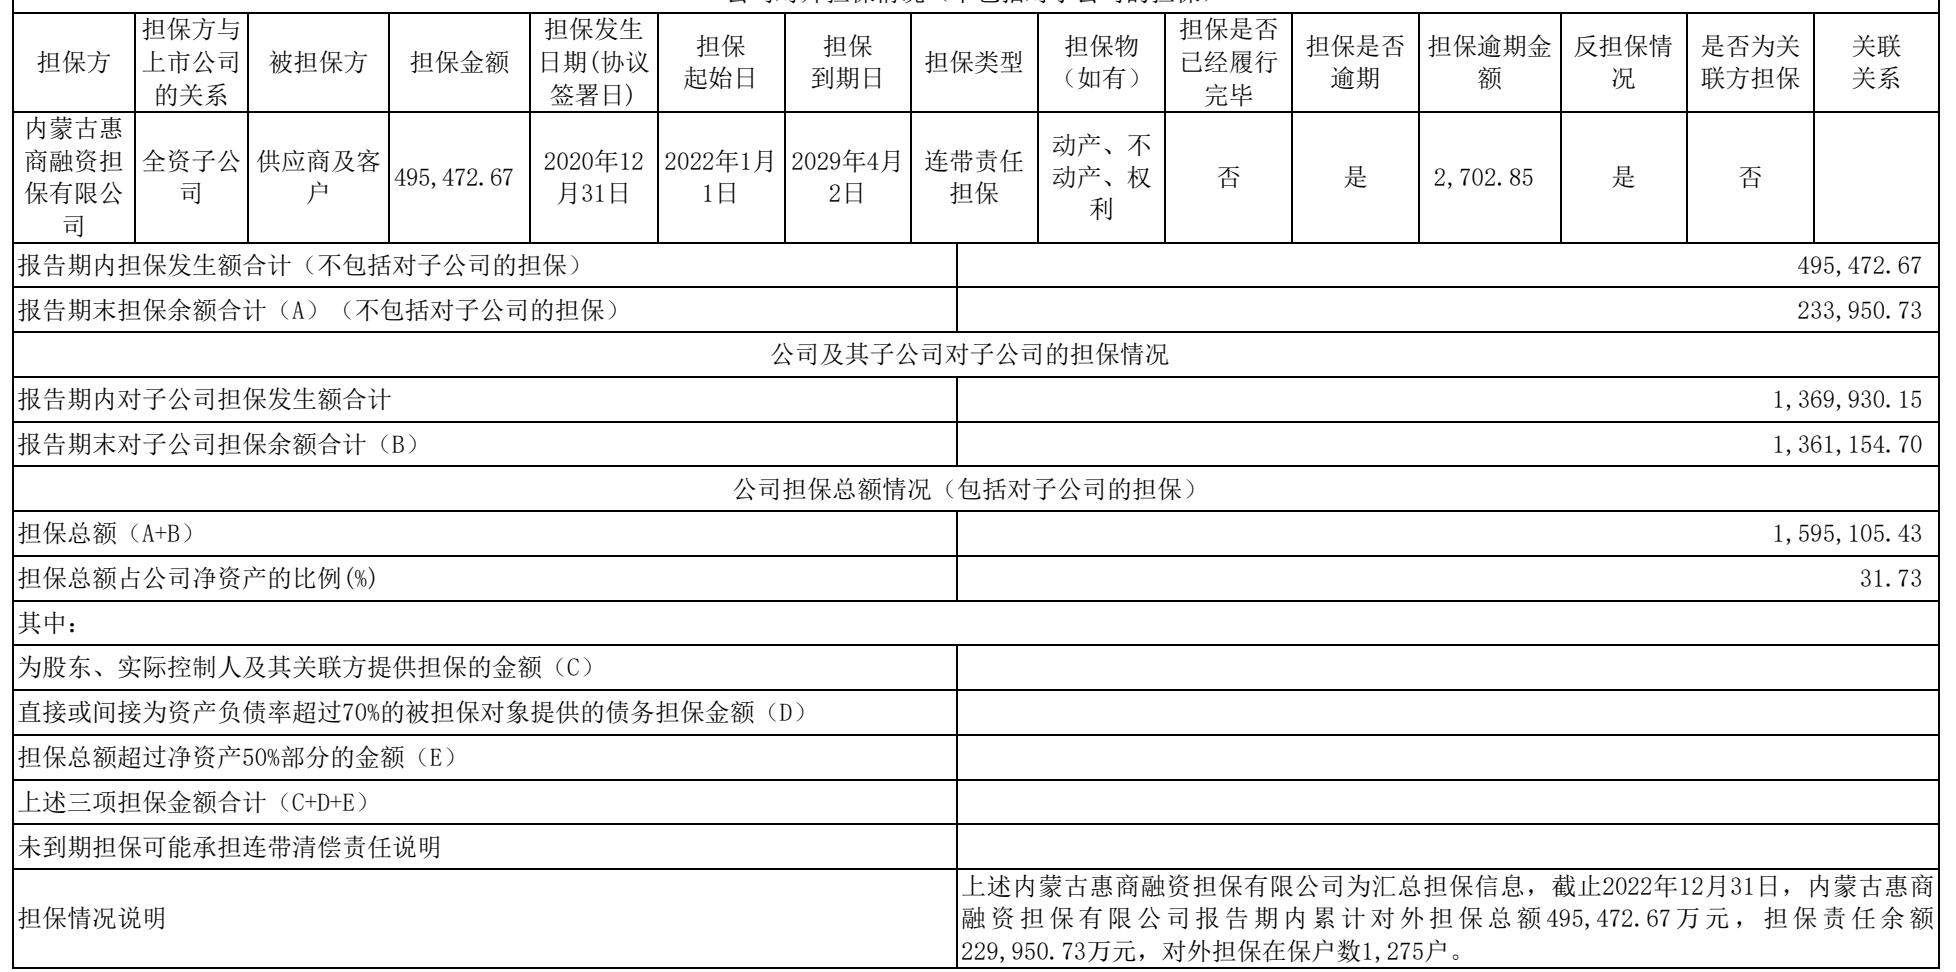 担保方
担保方与
上市公司
的关系
被担保方
担保金额
担保发生
日期(协议
签署日)
担保
起始日
担保
到期日
担保类型
担保物
（如有）
担保是否
已经履行
完毕
担保是否
逾期
担保逾期金
额
反担保情
况
是否为关
联方担保
关联
关系
内蒙古惠
商融资担
保有限公
司
全资子公
司
供应商及客
户
495,472.67
2020年12
月31日
2022年1月
1日
2029年4月
2日
连带责任
担保
动产、不
动产、权
利
否
是
2,702.85
是
否
报告期内担保发生额合计（不包括对子公司的担保）
495,472.67
报告期末担保余额合计（A）（不包括对子公司的担保）
233,950.73
公司及其子公司对子公司的担保情况
报告期内对子公司担保发生额合计
1,369,930.15
报告期末对子公司担保余额合计（B）
1,361,154.70
公司担保总额情况（包括对子公司的担保）
担保总额（A+B）
1,595,105.43
担保总额占公司净资产的比例(%)
31.73
其中:
为股东、实际控制人及其关联方提供担保的金额（C）
直接或间接为资产负债率超过70%的被担保对象提供的债务担保金额（D）
担保总额超过净资产50%部分的金额（E）
上述三项担保金额合计（C+D+E）
未到期担保可能承担连带清偿责任说明
担保情况说明
上述内蒙古惠商融资担保有限公司为汇总担保信息，截止2022年12月31日，内蒙古惠商
融资担保有限公司报告期内累计对外担保总额495,472.67万元，担保责任余额
229,950.73万元，对外担保在保户数1,275户。